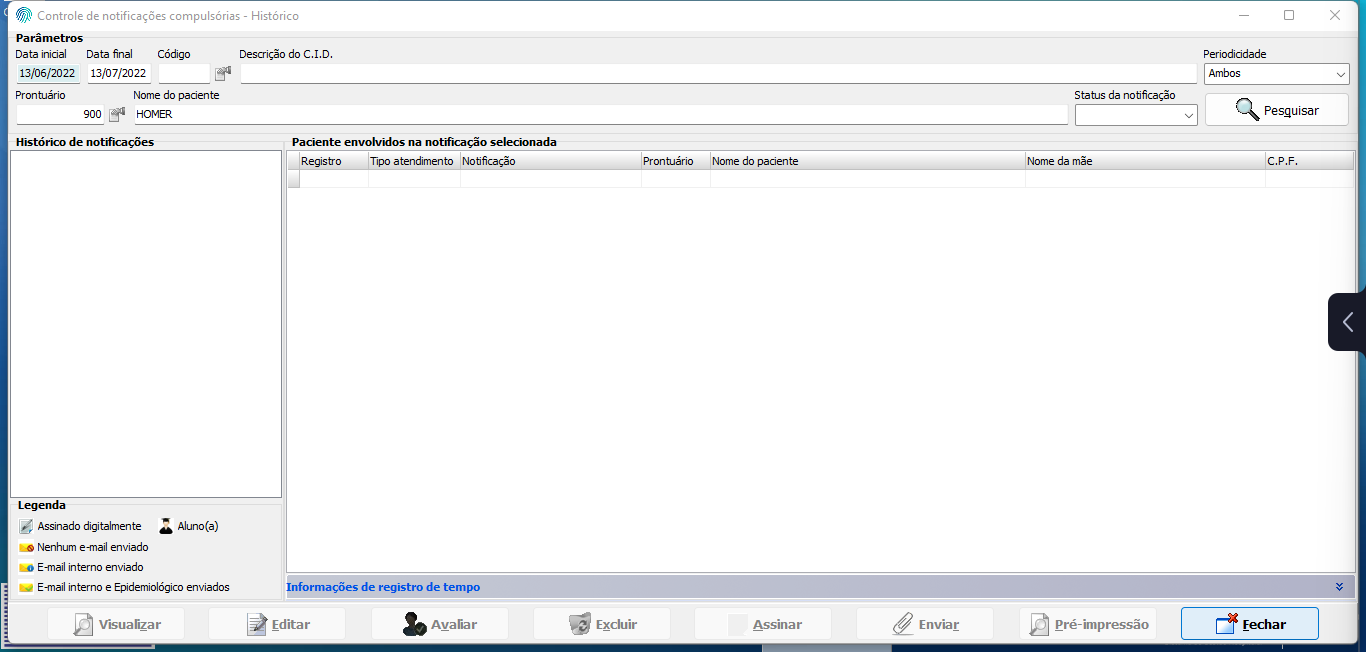 Controle de notificações compulsórias - Histórico
Parâmetros
Data inicial Data final Código Descrição do C.I.D. Periodicidade
13/06/2022 13/07/2022 Ambos
Prontuário Nome do paciente Status da notificação
900 HOMER Pesquisar
Histórico de notificações Paciente envolvidos na notificação selecionada
Registro Tipo atendimento Notificação Prontuário Nome do paciente Nome da mãe C.P.F.
Legenda
Assinado digitalmente Aluno(a)
Nenhum e-mail enviado
E-mail interno enviado
E-mail interno e Epidemiológico enviados
Informações de registro de tempo
Visualizar Editar Avaliar Excluir Assinar Enviar Pré-impressão Fechar